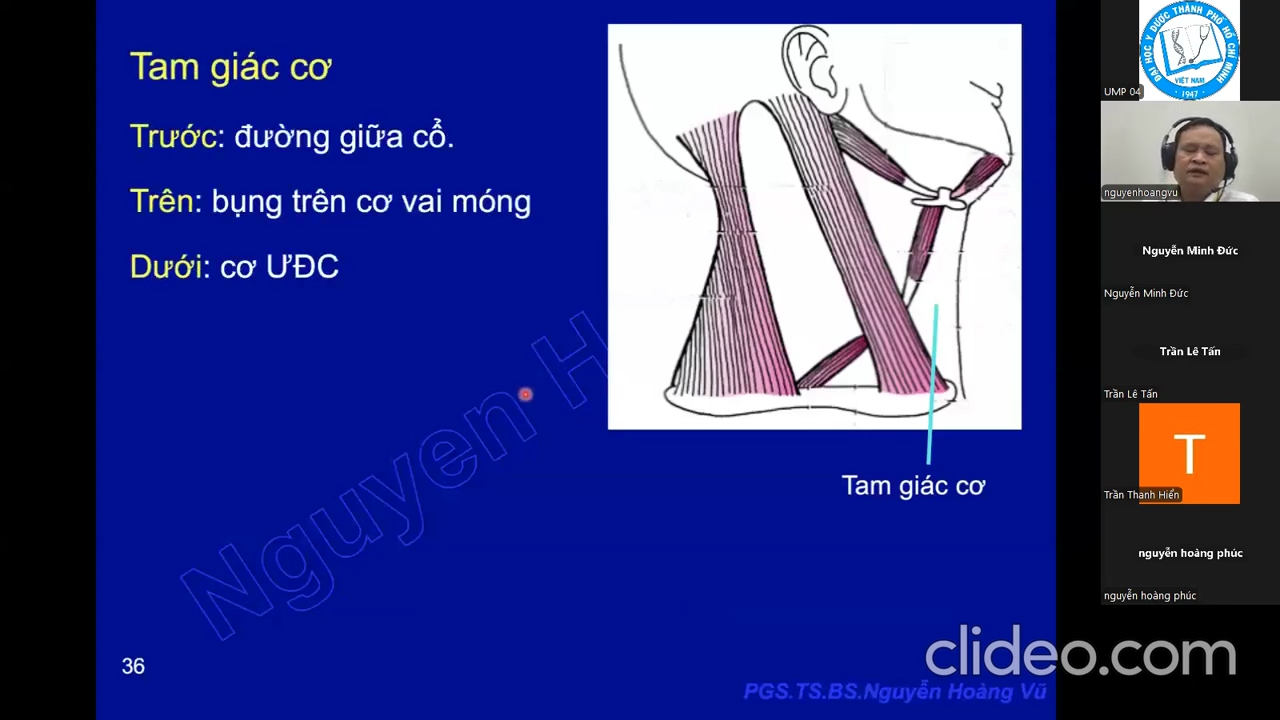 Tam giác cơ
Trước: đường giữa cổ.
Trên: bụng trên cơ vai móng
Dưới: cơ ƯĐC
Tam giác cơ
Nguyen H
36
PGS.TS.BS.Nguyễn Hoàng Vũ
clideo.com
ĐẠI HỌC Y DƯỢC THÀNH PHỐ HỒ CHÍ MINH
VIỆT NAM
1947
UMP 04
nguyenhoangvu
Nguyễn Minh Đức
Nguyễn Minh Đức
Trần Lê Tấn
Trần Lê Tấn
T
Trần Thanh Hiển
nguyễn hoàng phúc
nguyễn hoàng phúc